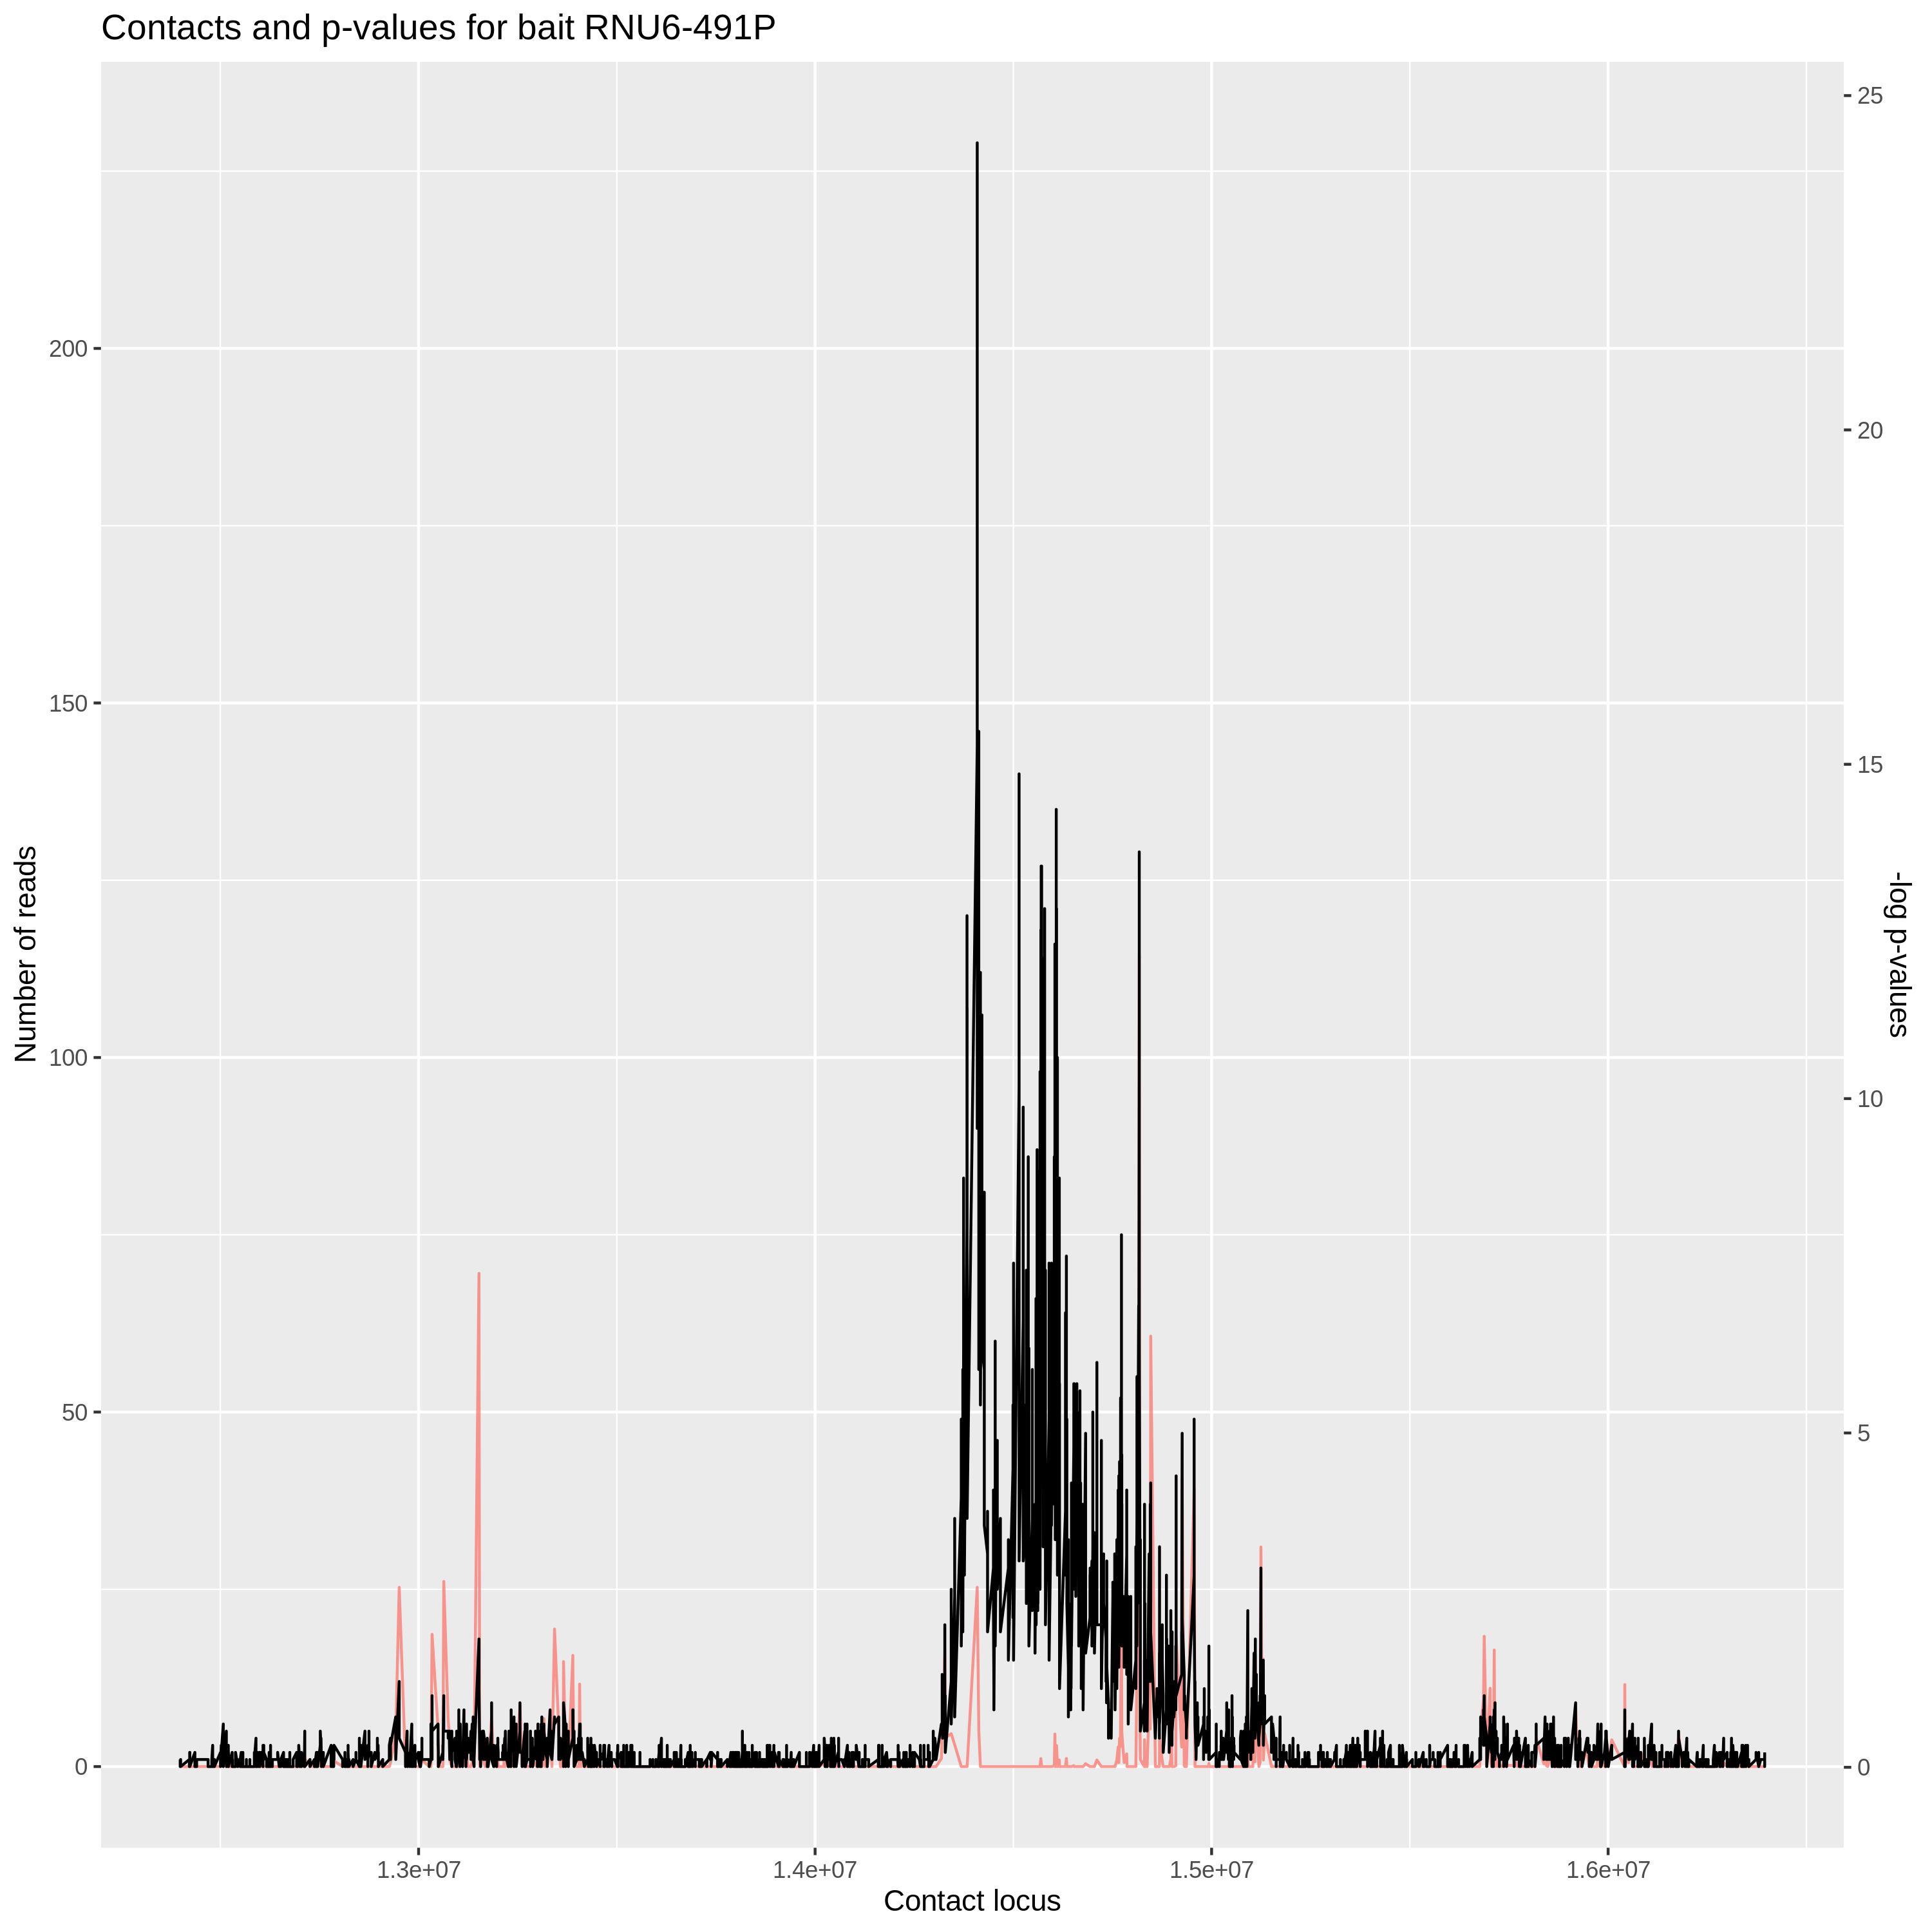 Contacts and p-values for bait RNU6-491P
25
20
15
10
5
0
200
150
100
50
0
Number of reads
-log p-values
1.3e+07 1.4e+07 1.5e+07 1.6e+07
Contact locus